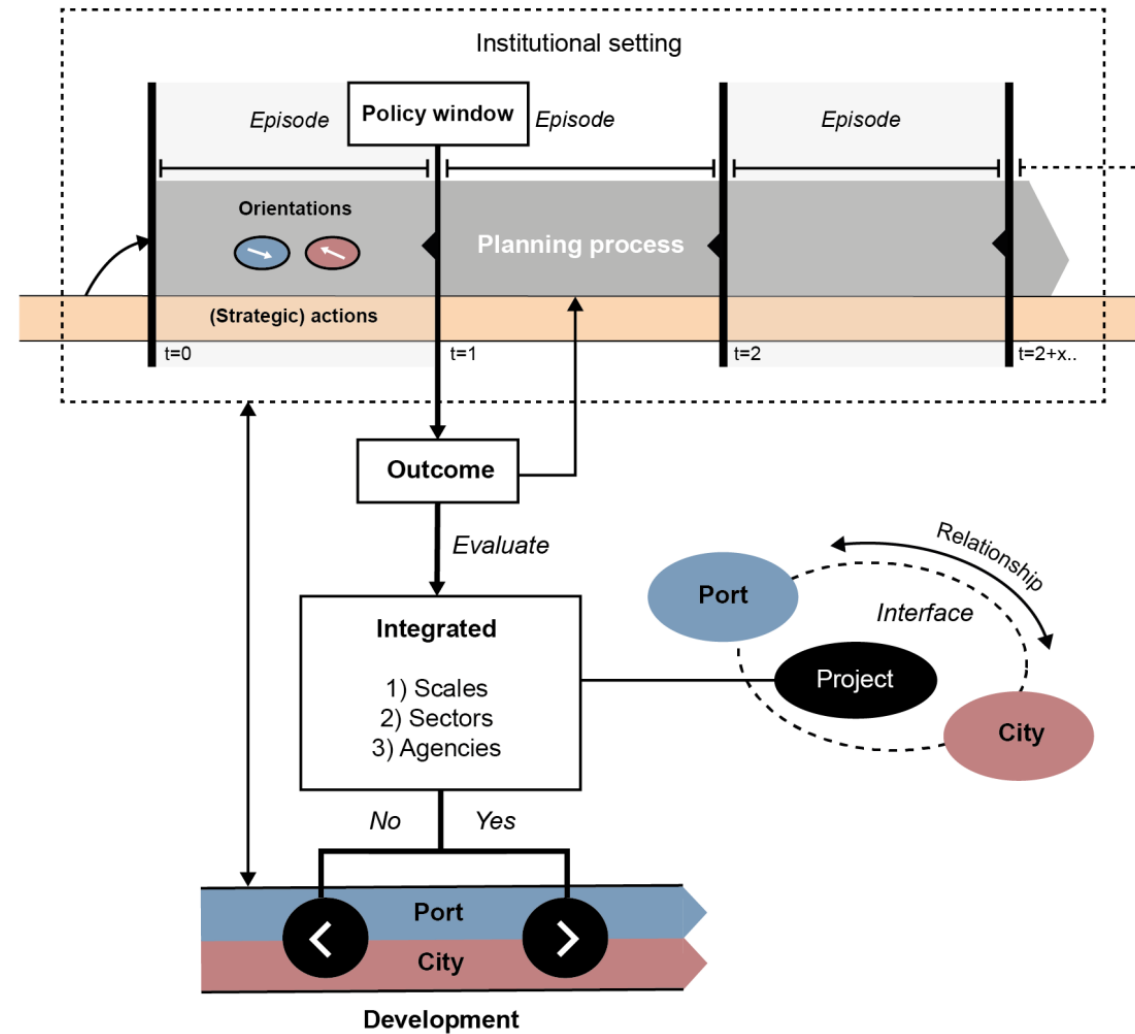 Institutional setting
Episode
Policy window
Episode
Episode
Orientations
Planning process
(Strategic) actions
t=0
t=1
t=2
t=2+x..
Outcome
Evaluate
Relationship
Port
Interface
Integrated
Project
1) Scales
2) Sectors
3) Agencies
City
No
Yes
Port
City
Development